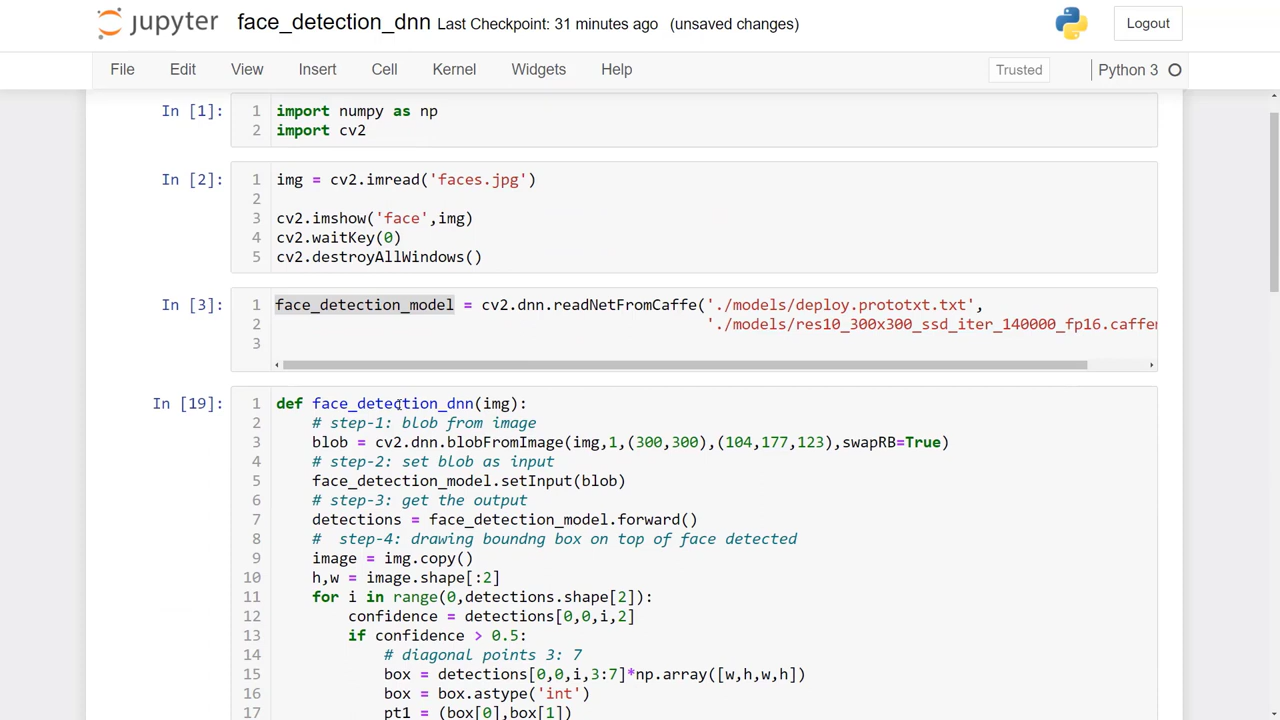 jupyter face_detection_dnn Last Checkpoint: 31 minutes ago (unsaved changes) Logout
File Edit View Insert Cell Kernel Widgets Help Trusted Python 3
In [1]: 1 import numpy as np
2 import cv2
In [2]: 1 img = cv2.imread('faces.jpg')
2
3 cv2.imshow('face',img)
4 cv2.waitKey(0)
5 cv2.destroyAllWindows()
In [3]: 1 face_detection_model = cv2.dnn.readNetFromCaffe('./models/deploy.prototxt.txt',
2 './models/res10_300x300_ssd_iter_140000_fp16.caffem
3
In [19]: 1 def face_detection_dnn(img):
2 # step-1: blob from image
3 blob = cv2.dnn.blobFromImage(img,1,(300,300),(104,177,123),swapRB=True)
4 # step-2: set blob as input
5 face_detection_model.setInput(blob)
6 # step-3: get the output
7 detections = face_detection_model.forward()
8 #  step-4: drawing boundng box on top of face detected
9 image = img.copy()
10 h,w = image.shape[:2]
11 for i in range(0,detections.shape[2]):
12 confidence = detections[0,0,i,2]
13 if confidence > 0.5:
14 # diagonal points 3: 7
15 box = detections[0,0,i,3:7]*np.array([w,h,w,h])
16 box = box.astype('int')
17 pt1 = (box[0],box[1])